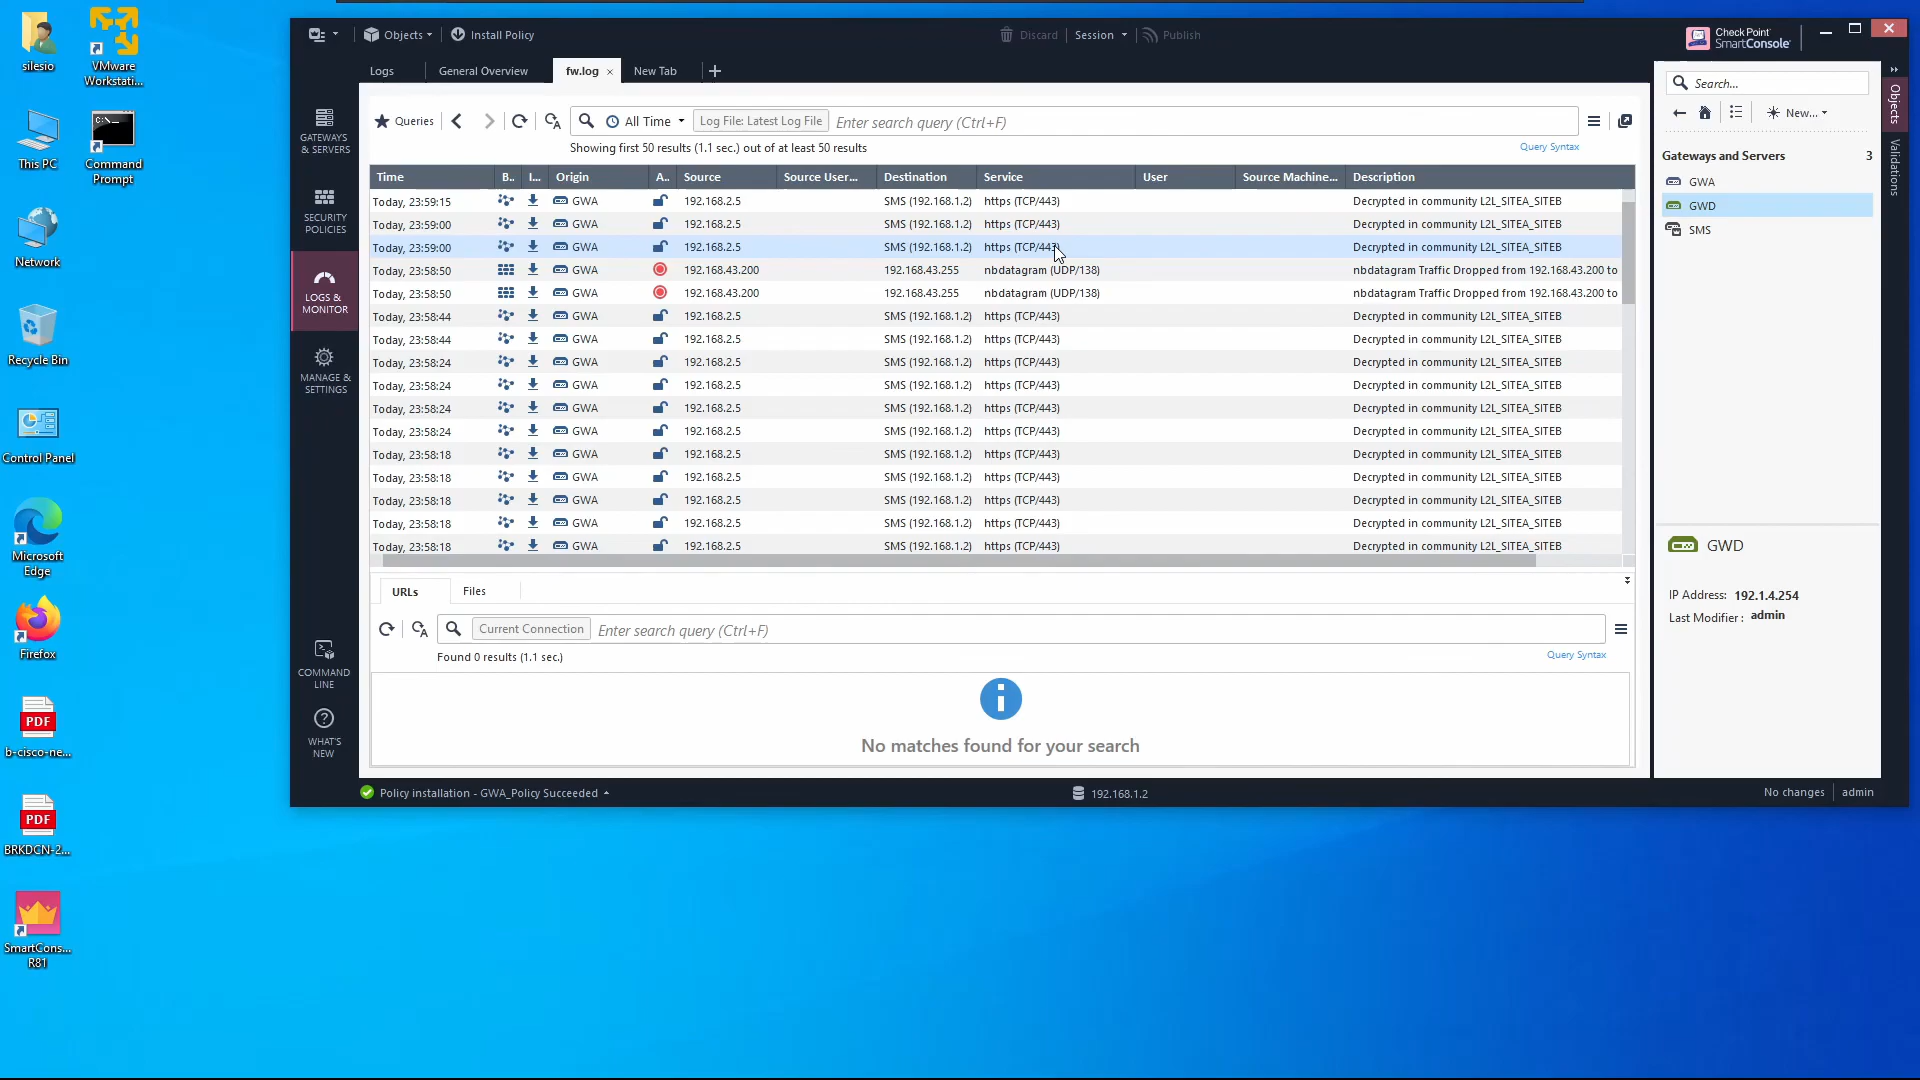 silesio
VMware
Workstati...
This PC
Command
Prompt
Network
Recycle Bin
Control Panel
Microsoft
Edge
Firefox
PDF
b-cisco-ne...
PDF
BRKDCN-2...
SmartCons...
R81
Objects
Install Policy
Discard
Session
Publish
Check Point
SmartConsole
Logs
General Overview
fw.log
New Tab
GATEWAYS
& SERVERS
SECURITY
POLICIES
LOGS &
MONITOR
MANAGE &
SETTINGS
COMMAND
LINE
WHAT'S
NEW
Queries
All Time
Log File: Latest Log File
Enter search query (Ctrl+F)
Showing first 50 results (1.1 sec.) out of at least 50 results
Query Syntax
Time B.. I... Origin A.. Source Source User... Destination Service User Source Machine... Description
Today, 23:59:15 GWA 192.168.2.5 SMS (192.168.1.2) https (TCP/443) Decrypted in community L2L_SITEA_SITEB
Today, 23:59:00 GWA 192.168.2.5 SMS (192.168.1.2) https (TCP/443) Decrypted in community L2L_SITEA_SITEB
Today, 23:59:00 GWA 192.168.2.5 SMS (192.168.1.2) https (TCP/443) Decrypted in community L2L_SITEA_SITEB
Today, 23:58:50 GWA 192.168.43.200 192.168.43.255 nbdatagram (UDP/138) nbdatagram Traffic Dropped from 192.168.43.200 to
Today, 23:58:50 GWA 192.168.43.200 192.168.43.255 nbdatagram (UDP/138) nbdatagram Traffic Dropped from 192.168.43.200 to
Today, 23:58:44 GWA 192.168.2.5 SMS (192.168.1.2) https (TCP/443) Decrypted in community L2L_SITEA_SITEB
Today, 23:58:44 GWA 192.168.2.5 SMS (192.168.1.2) https (TCP/443) Decrypted in community L2L_SITEA_SITEB
Today, 23:58:24 GWA 192.168.2.5 SMS (192.168.1.2) https (TCP/443) Decrypted in community L2L_SITEA_SITEB
Today, 23:58:24 GWA 192.168.2.5 SMS (192.168.1.2) https (TCP/443) Decrypted in community L2L_SITEA_SITEB
Today, 23:58:24 GWA 192.168.2.5 SMS (192.168.1.2) https (TCP/443) Decrypted in community L2L_SITEA_SITEB
Today, 23:58:24 GWA 192.168.2.5 SMS (192.168.1.2) https (TCP/443) Decrypted in community L2L_SITEA_SITEB
Today, 23:58:18 GWA 192.168.2.5 SMS (192.168.1.2) https (TCP/443) Decrypted in community L2L_SITEA_SITEB
Today, 23:58:18 GWA 192.168.2.5 SMS (192.168.1.2) https (TCP/443) Decrypted in community L2L_SITEA_SITEB
Today, 23:58:18 GWA 192.168.2.5 SMS (192.168.1.2) https (TCP/443) Decrypted in community L2L_SITEA_SITEB
Today, 23:58:18 GWA 192.168.2.5 SMS (192.168.1.2) https (TCP/443) Decrypted in community L2L_SITEA_SITEB
Today, 23:58:18 GWA 192.168.2.5 SMS (192.168.1.2) https (TCP/443) Decrypted in community L2L_SITEA_SITEB
URLs
Files
Current Connection
Enter search query (Ctrl+F)
Found 0 results (1.1 sec.)
Query Syntax
No matches found for your search
Policy installation - GWA_Policy Succeeded
192.168.1.2
No changes
admin
Search...
New...
Gateways and Servers 3
GWA
GWD
SMS
GWD
IP Address: 192.1.4.254
Last Modifier : admin
Objects
Validations